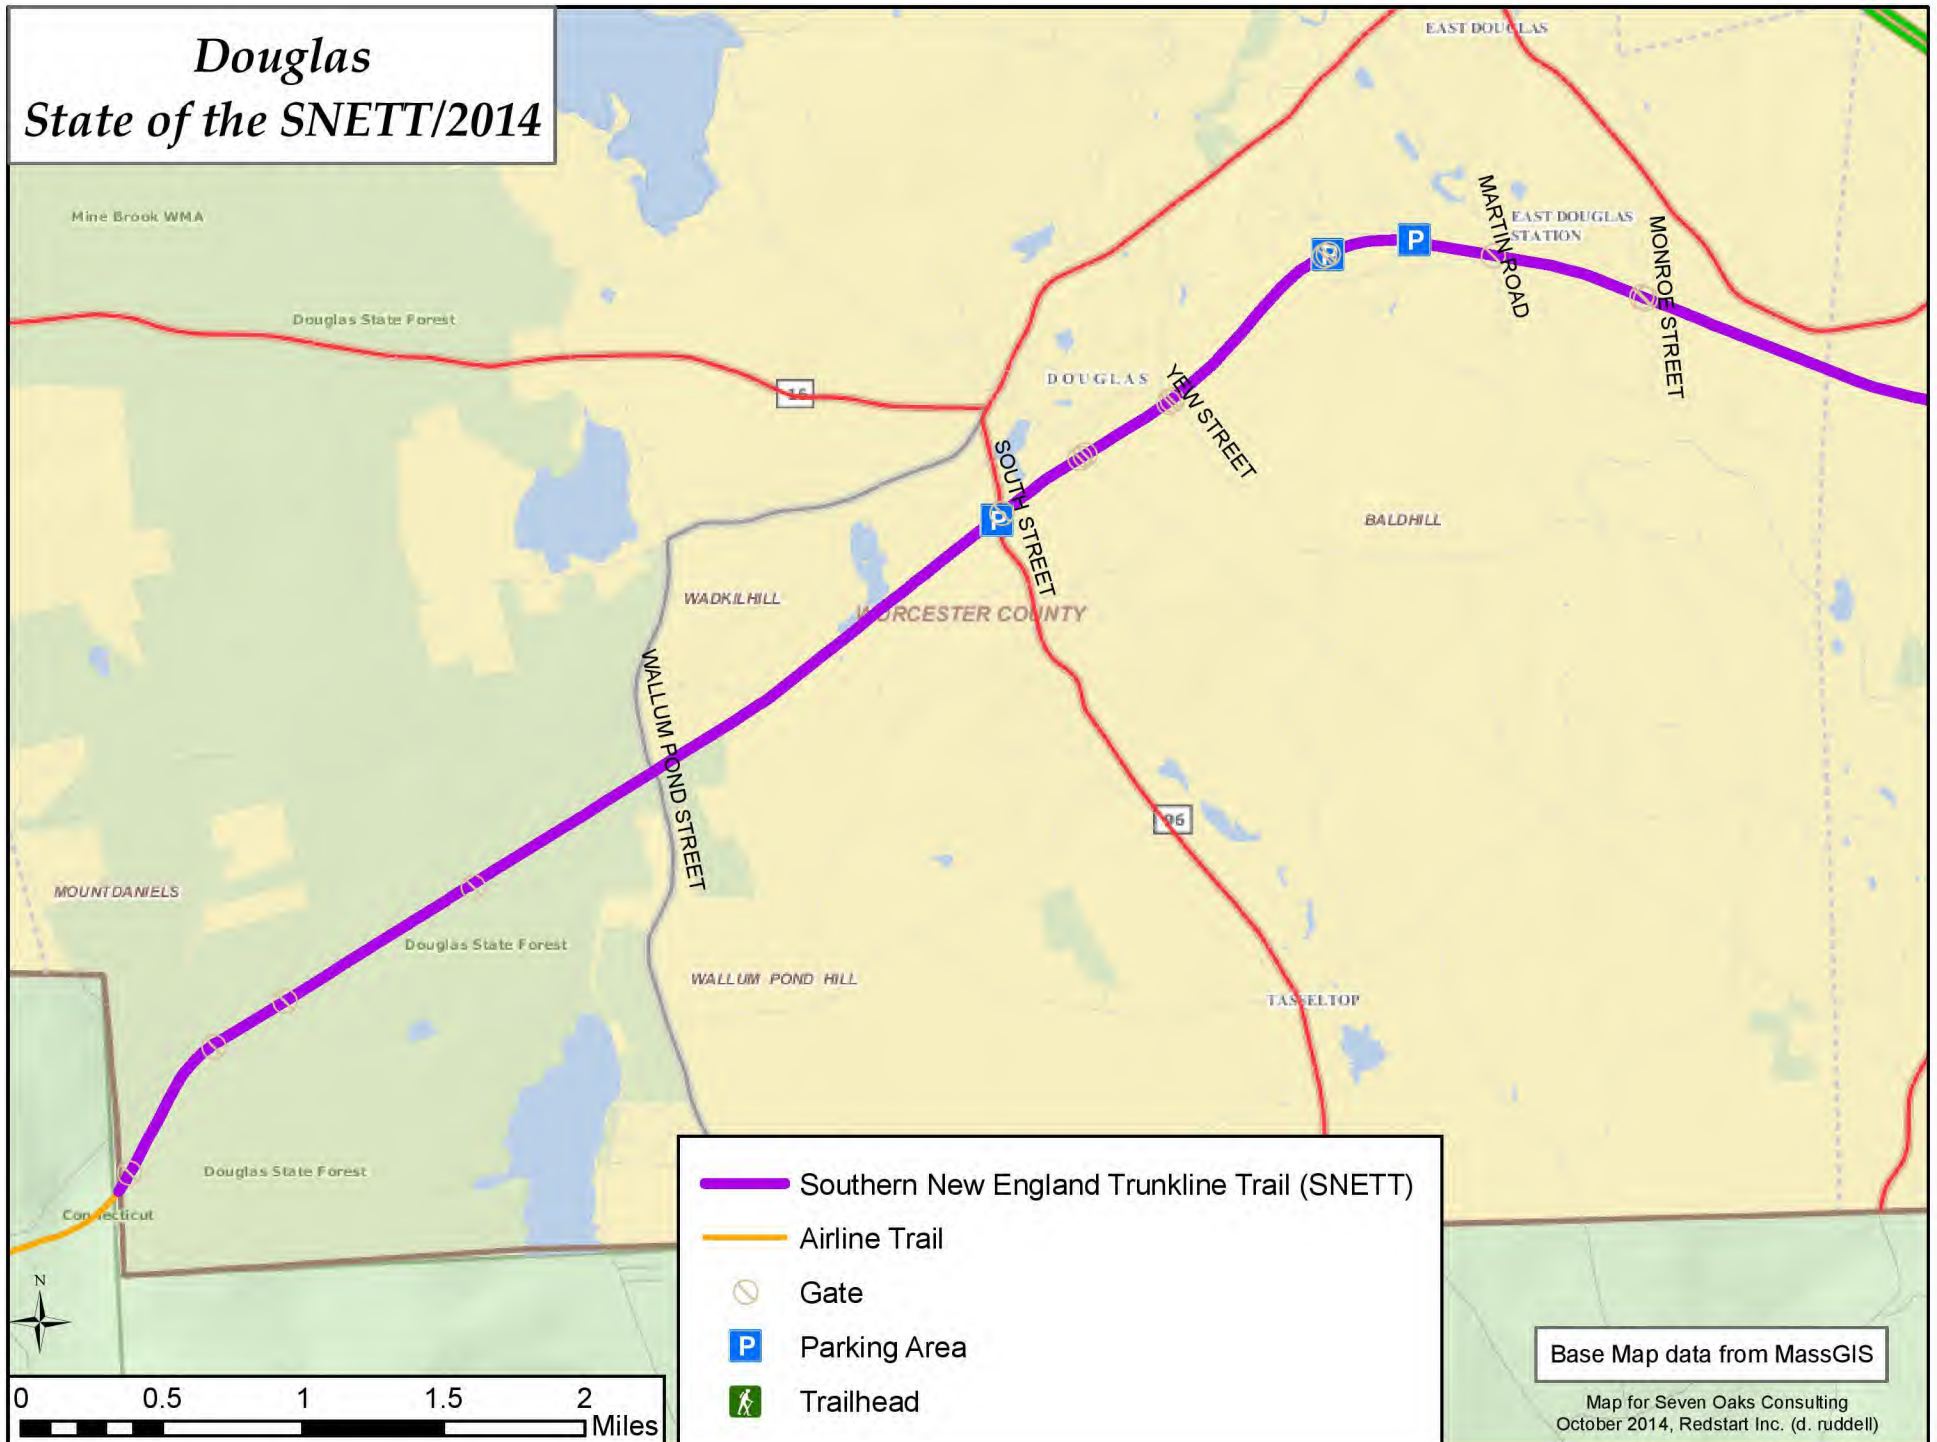 Douglas
State of the SNETT/2014
EAST DOUGLAS
Mine Brook WMA
MARTIN ROAD
EAST DOUGLAS
STATION
MONROE STREET
P
P
Douglas State Forest
DOUGLAS
YEW STREET
16
SOUTH STREET
P
BALDHILL
WADKILHILL
WORCESTER COUNTY
WALLUM POND STREET
96
MOUNTDANIELS
Douglas State Forest
WALLUM POND HILL
TASSELTOP
Douglas State Forest
Connecticut
N
Southern New England Trunkline Trail (SNETT)
Airline Trail
Gate
P Parking Area
Trailhead
0 0.5 1 1.5 2
Miles
Base Map data from MassGIS
Map for Seven Oaks Consulting
October 2014, Redstart Inc. (d. ruddell)